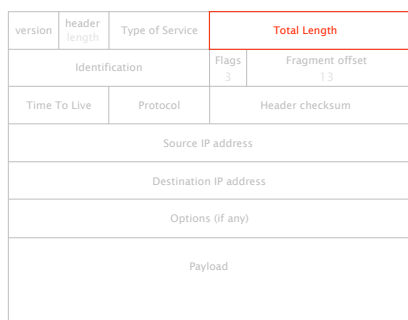 version
header
length
Type of Service
Total Length
Identification
Flags
3
Fragment offset
13
Time To Live
Protocol
Header checksum
Source IP address
Destination IP address
Options (if any)
Payload